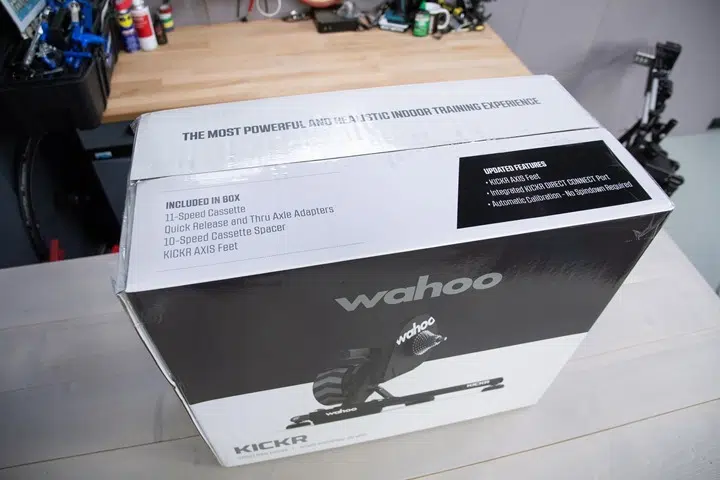 THE MOST POWERFUL AND REALISTIC INDOOR TRAINING EXPERIENCE
INCLUDED IN BOX
11-Speed Cassette
Quick Release and Thru Axle Adapters
10-Speed Cassette Spacer
KICKR AXIS Feet
UPDATED FEATURES
• KICKR AXIS Feet
• Integrated KICKR DIRECT CONNECT Port
• Automatic Calibration - No Spindown Required
wahoo
wahoo
KICKR
wahoo
KICKR